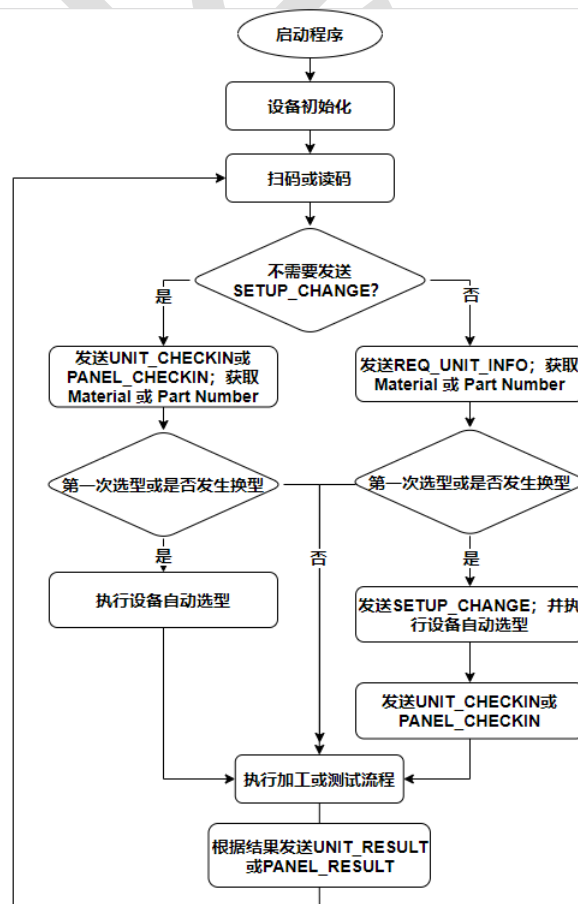 启动程序
设备初始化
扫码或读码
不需要发送
SETUP_CHANGE?
是
否
发送UNIT_CHECKIN或
PANEL_CHECKIN；获取
Material 或 Part Number
发送REQ_UNIT_INFO；获取
Material 或 Part Number
第一次选型或是否发生换型
第一次选型或是否发生换型
是
否
是
执行设备自动选型
发送SETUP_CHANGE；并执
行设备自动选型
发送UNIT_CHECKIN或
PANEL_CHECKIN
执行加工或测试流程
根据结果发送UNIT_RESULT
或PANEL_RESULT